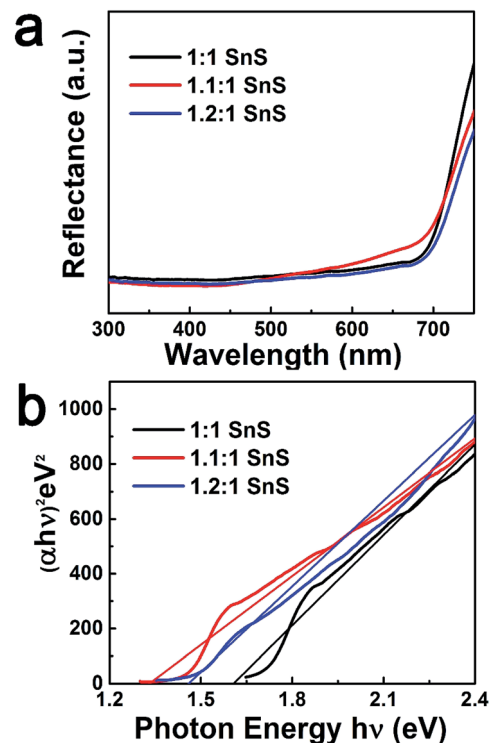 a
Reflectance (a.u.)
1:1 SnS
1.1:1 SnS
1.2:1 SnS
300 400 500 600 700
Wavelength (nm)
b
(αhν)²eV²
1000
800
600
400
200
0
1:1 SnS
1.1:1 SnS
1.2:1 SnS
1.2 1.5 1.8 2.1 2.4
Photon Energy hν (eV)